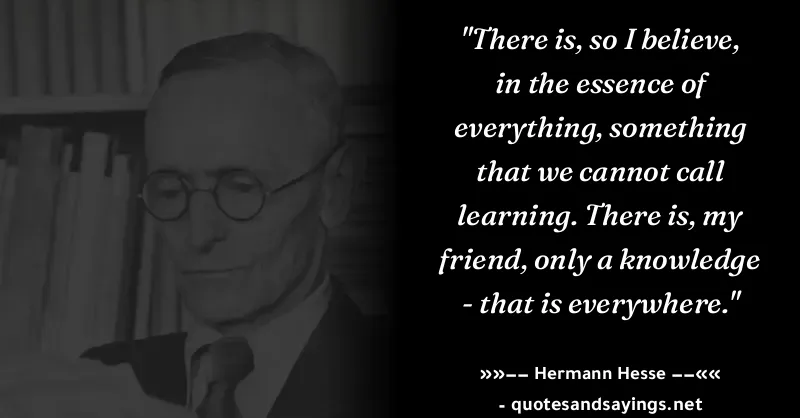 "There is, so I believe,
in the essence of
everything, something
that we cannot call
learning. There is, my
friend, only a knowledge
- that is everywhere."
»»–– Hermann Hesse ––««
- quotesandsayings.net